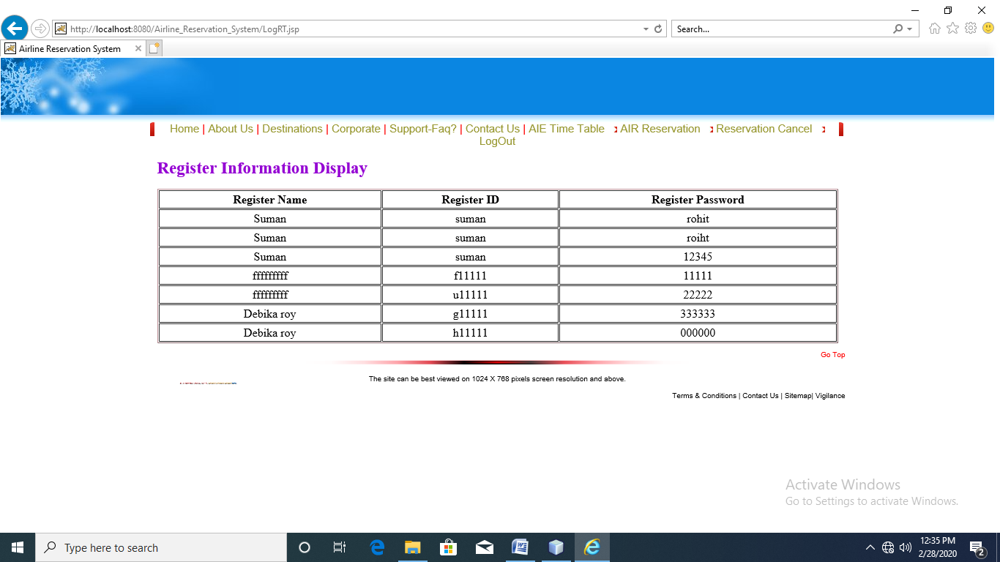 http://localhost:8080/Airline_Reservation_System/LogRT.jsp
Search...
Airline Reservation System
Home | About Us | Destinations | Corporate | Support-Faq? | Contact Us | AIE Time Table AIR Reservation Reservation Cancel
LogOut
Register Information Display
Register Name Register ID Register Password
Suman suman rohit
Suman suman roiht
Suman suman 12345
fffffffff f11111 11111
fffffffff u11111 22222
Debika roy g11111 333333
Debika roy h11111 000000
Go Top
The site can be best viewed on 1024 X 768 pixels screen resolution and above.
Terms & Conditions | Contact Us | Sitemap| Vigilance
Activate Windows
Go to Settings to activate Windows.
Type here to search
12:35 PM
2/28/2020
2